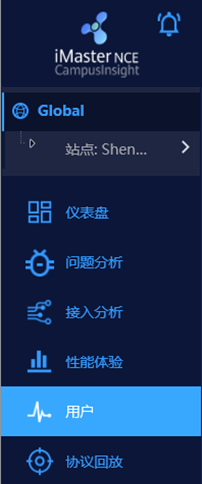 iMaster NCE
CampusInsight
Global
站点: Shen...
仪表盘
问题分析
接入分析
性能体验
用户
协议回放